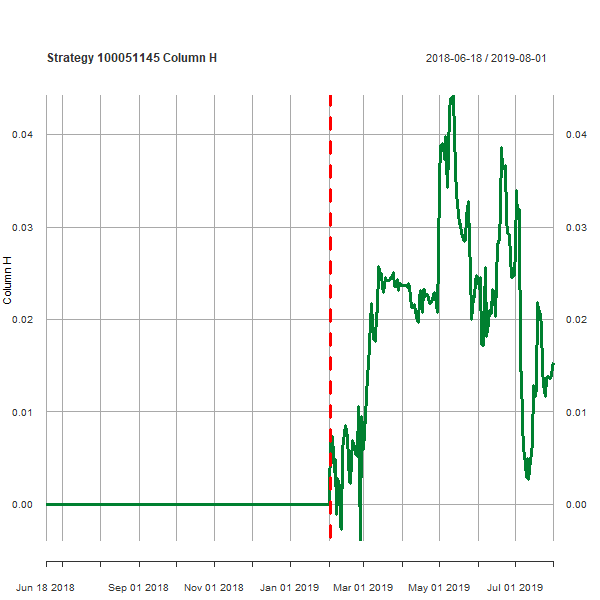 Strategy 100051145 Column H
2018-06-18 / 2019-08-01
Column H
0.04
0.04
0.03
0.03
0.02
0.02
0.01
0.01
0.00
0.00
Jun 18 2018
Sep 01 2018
Nov 01 2018
Jan 01 2019
Mar 01 2019
May 01 2019
Jul 01 2019